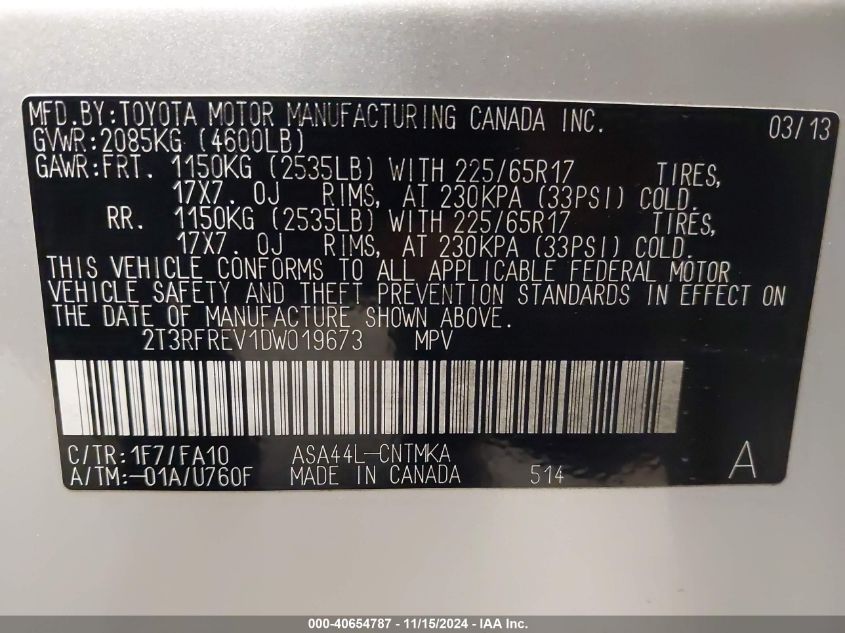 MFD.BY:TOYOTA MOTOR MANUFACTURING CANADA INC. 03/13
GVWR:2085KG (4600LB)
GAWR:FRT. 1150KG (2535LB) WITH 225/65R17 TIRES,
17X7.0J RIMS, AT 230KPA (33PSI) COLD.
RR. 1150KG (2535LB) WITH 225/65R17 TIRES,
17X7.0J RIMS, AT 230KPA (33PSI) COLD.
THIS VEHICLE CONFORMS TO ALL APPLICABLE FEDERAL MOTOR
VEHICLE SAFETY AND THEFT PREVENTION STANDARDS IN EFFECT ON
THE DATE OF MANUFACTURE SHOWN ABOVE.
2T3RFREV1DW019673 MPV
C/TR:1F7/FA10 ASA44L-CNTMKA
A/TM:-01A/U760F MADE IN CANADA 514 A
000-40654787 - 11/15/2024 - IAA Inc.